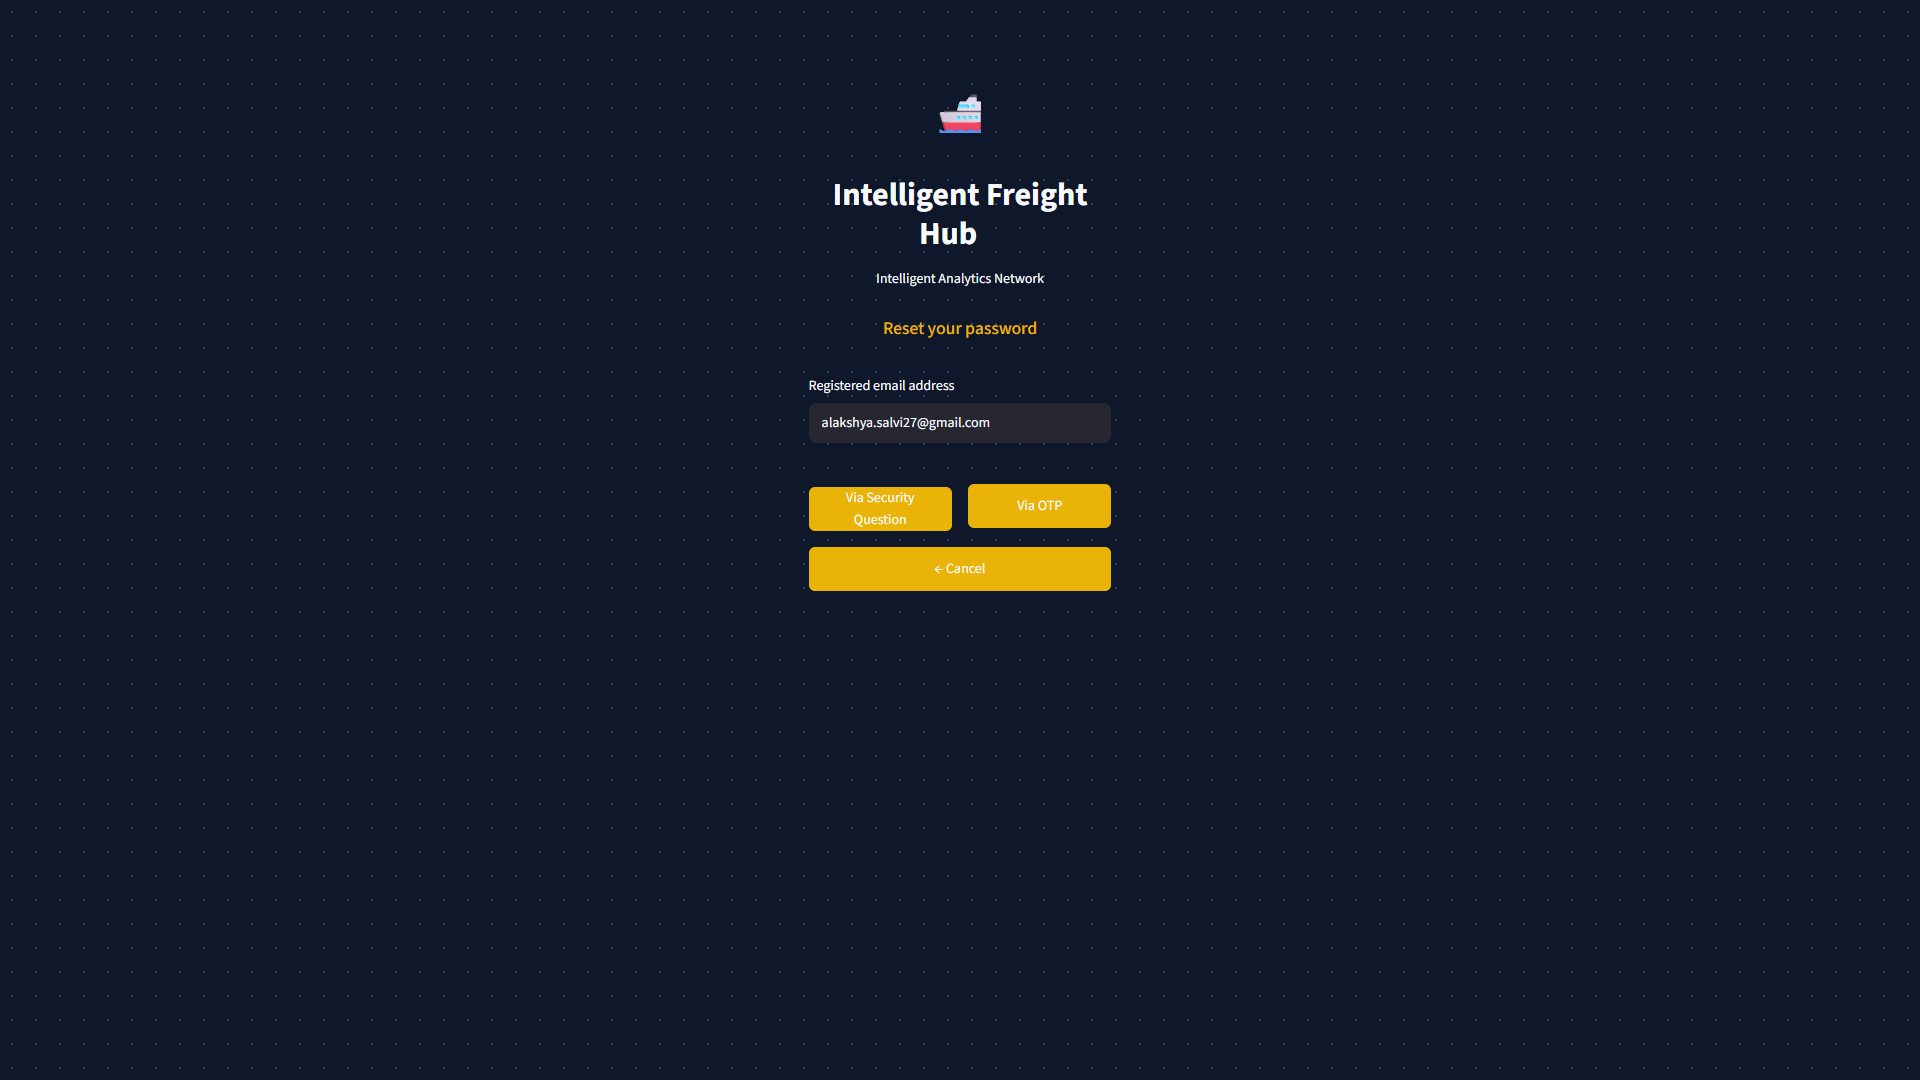 Intelligent Freight
Hub
Intelligent Analytics Network
Reset your password
Registered email address
alakshya.salvi27@gmail.com
Via Security
Question
Via OTP
← Cancel